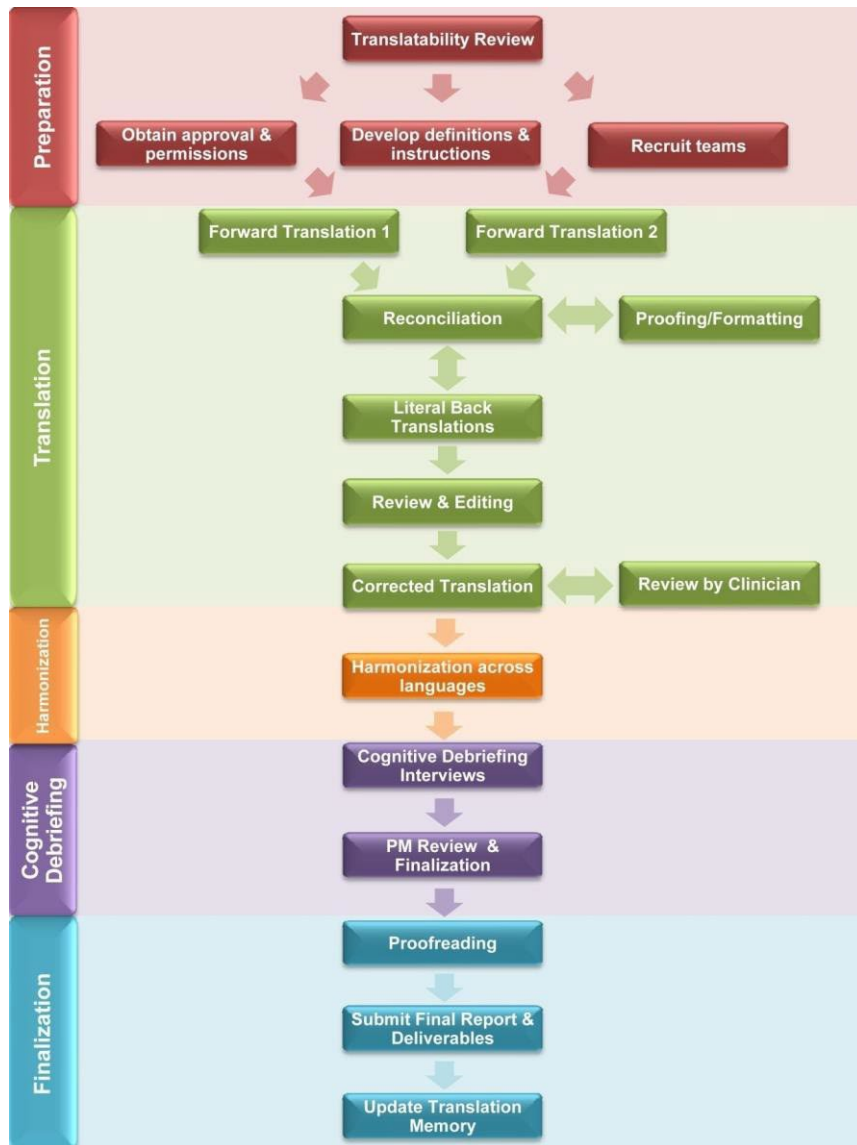 Preparation
Translatability Review
Obtain approval &
permissions
Develop definitions &
instructions
Recruit teams
Translation
Forward Translation 1
Forward Translation 2
Reconciliation
Proofing/Formatting
Literal Back
Translations
Review & Editing
Corrected Translation
Review by Clinician
Harmonization
Harmonization across
languages
Cognitive
Debriefing
Cognitive Debriefing
Interviews
PM Review &
Finalization
Finalization
Proofreading
Submit Final Report &
Deliverables
Update Translation
Memory